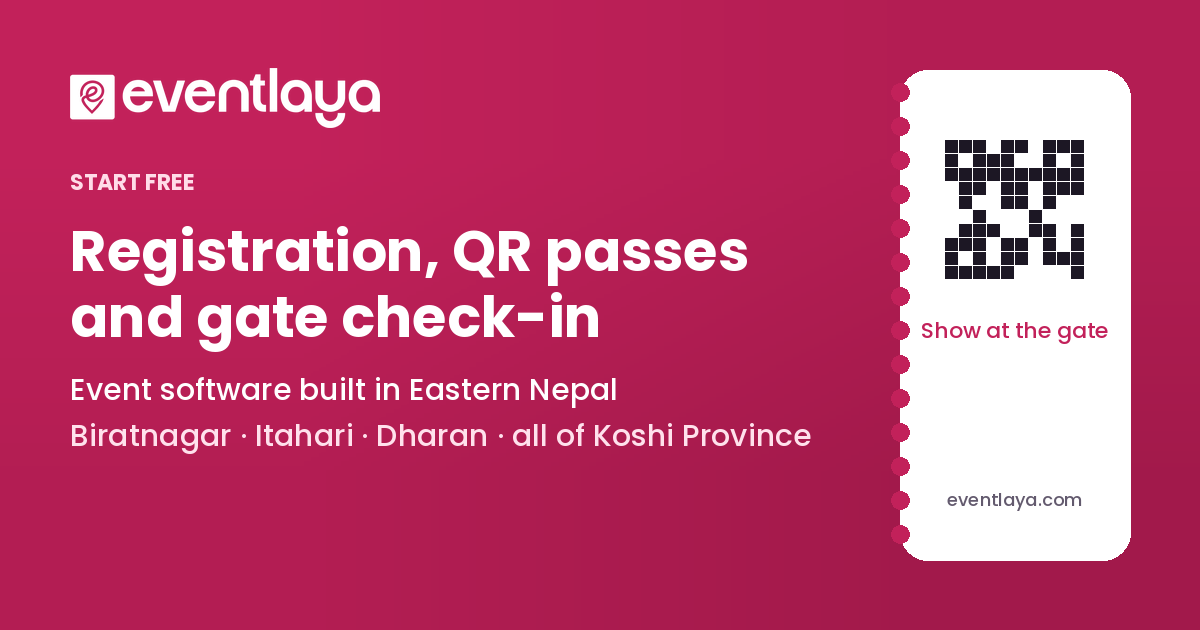 eventlaya
START FREE
Registration, QR passes
and gate check-in
Event software built in Eastern Nepal
Biratnagar · Itahari · Dharan · all of Koshi Province
Show at the gate
eventlaya.com